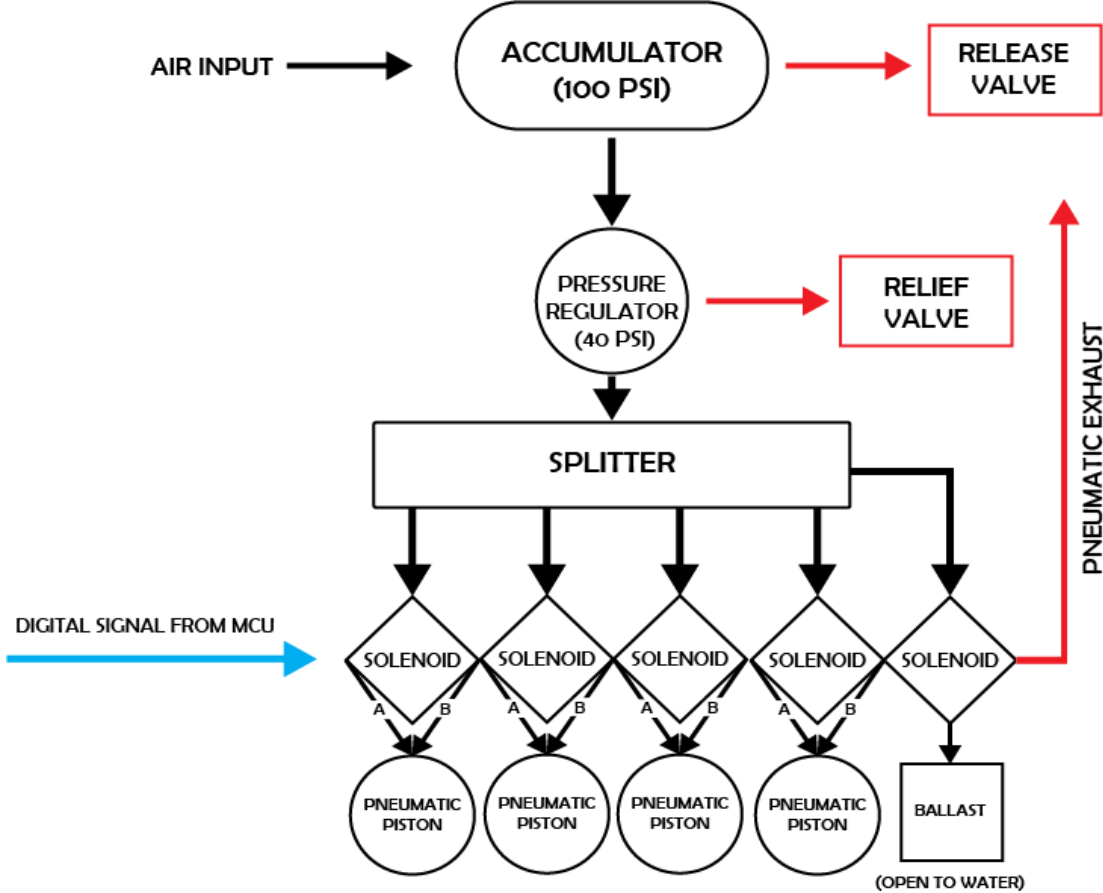 AIR INPUT
ACCUMULATOR
(100 PSI)
RELEASE
VALVE
PRESSURE
REGULATOR
(40 PSI)
RELIEF
VALVE
PNEUMATIC EXHAUST
SPLITTER
DIGITAL SIGNAL FROM MCU
SOLENOID
SOLENOID
SOLENOID
SOLENOID
SOLENOID
A
B
A
B
A
B
A
B
PNEUMATIC
PISTON
PNEUMATIC
PISTON
PNEUMATIC
PISTON
PNEUMATIC
PISTON
BALLAST
(OPEN TO WATER)